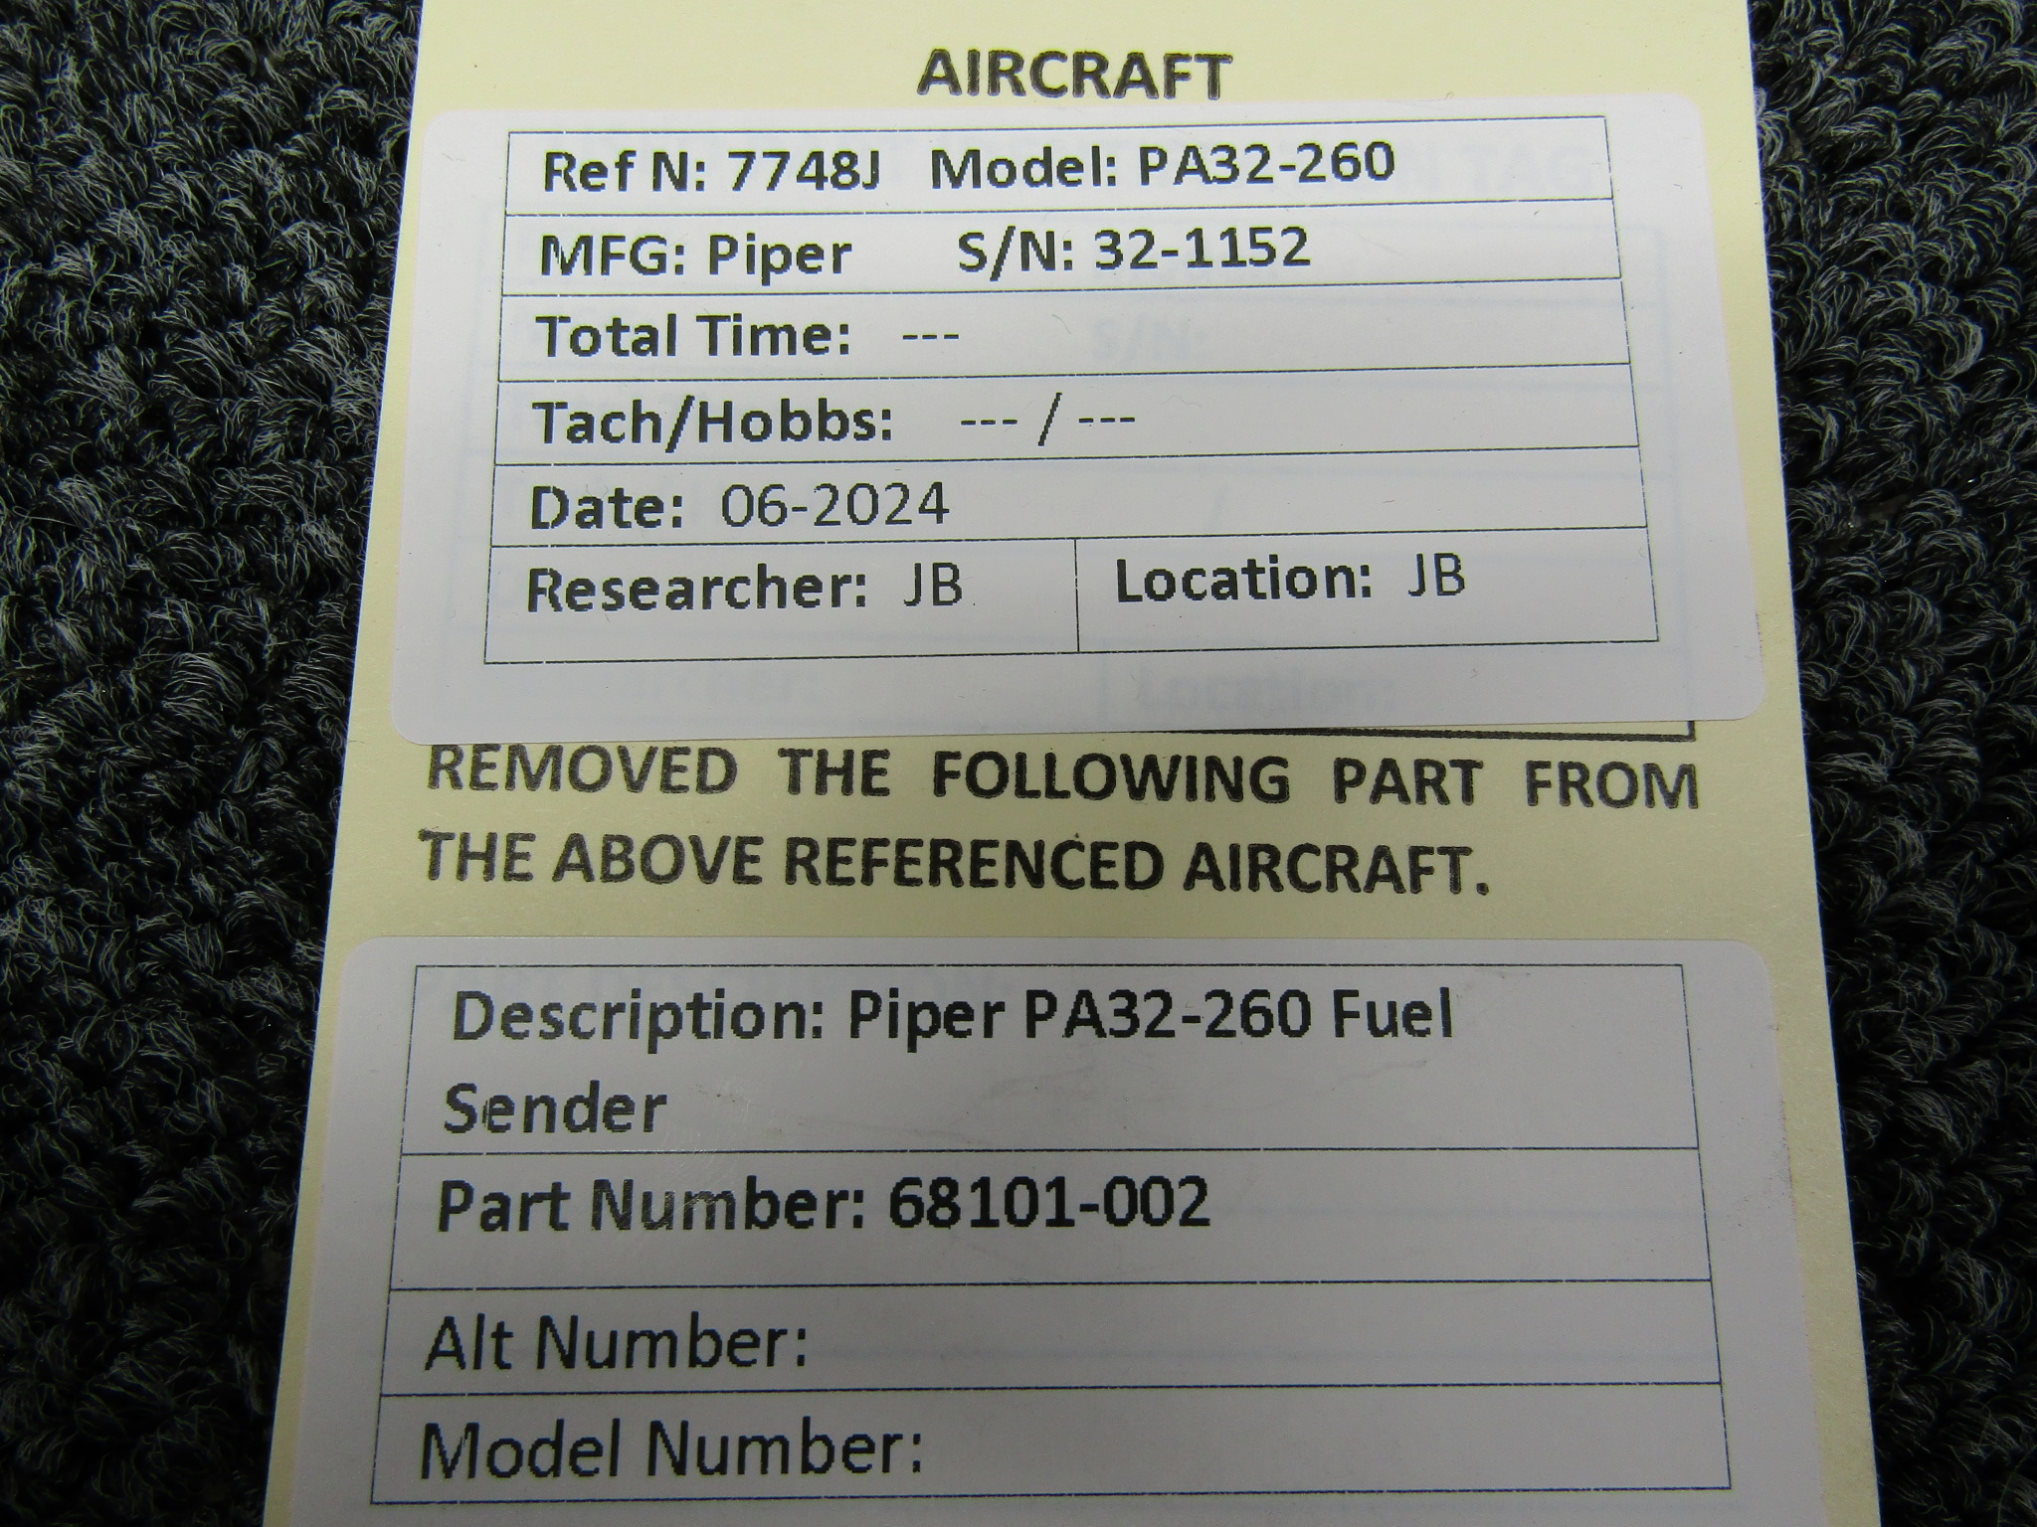 AIRCRAFT
Ref N: 7748J Model: PA32-260
MFG: Piper S/N: 32-1152
Total Time: ---
Tach/Hobbs: --- / ---
Date: 06-2024
Researcher: JB Location: JB
REMOVED THE FOLLOWING PART FROM
THE ABOVE REFERENCED AIRCRAFT.
Description: Piper PA32-260 Fuel
Sender
Part Number: 68101-002
Alt Number:
Model Number: